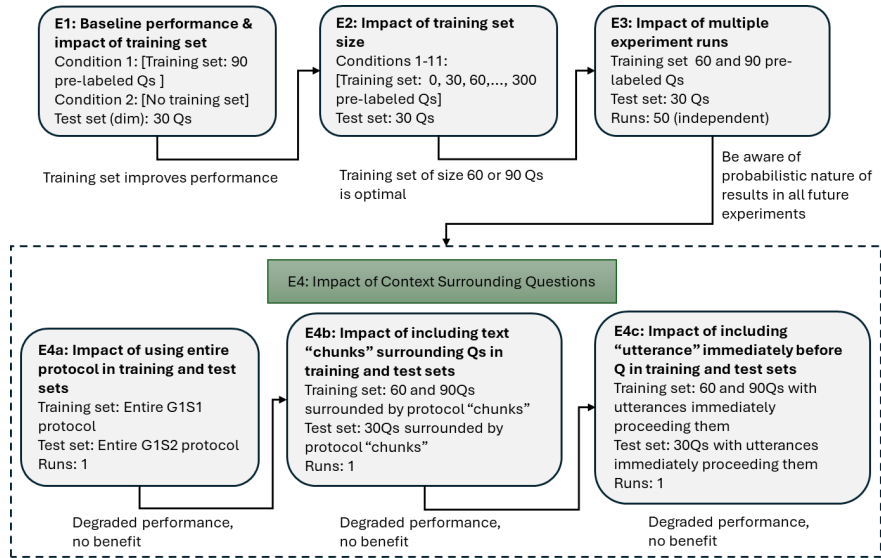 E1: Baseline performance &
impact of training set
Condition 1: [Training set: 90
pre-labeled Qs ]
Condition 2: [No training set]
Test set (dim): 30 Qs
Training set improves performance
E2: Impact of training set
size
Conditions 1-11:
[Training set:  0, 30, 60,..., 300
pre-labeled Qs]
Test set: 30 Qs
Training set of size 60 or 90 Qs
is optimal
E3: Impact of multiple
experiment runs
Training set  60 and 90 pre-
labeled Qs
Test set: 30 Qs
Runs: 50 (independent)
Be aware of
probabilistic nature of
results in all future
experiments
E4: Impact of Context Surrounding Questions
E4a: Impact of using entire
protocol in training and test
sets
Training set: Entire G1S1
protocol
Test set: Entire G1S2 protocol
Runs: 1
Degraded performance,
no benefit
E4b: Impact of including text
“chunks” surrounding Qs in
training and test sets
Training set: 60 and 90Qs
surrounded by protocol “chunks”
Test set: 30Qs surrounded by
protocol “chunks”
Runs: 1
Degraded performance,
no benefit
E4c: Impact of including
“utterance” immediately before
Q in training and test sets
Training set: 60 and 90Qs with
utterances immediately
proceeding them
Test set: 30Qs with utterances
immediately proceeding them
Runs: 1
Degraded performance,
no benefit